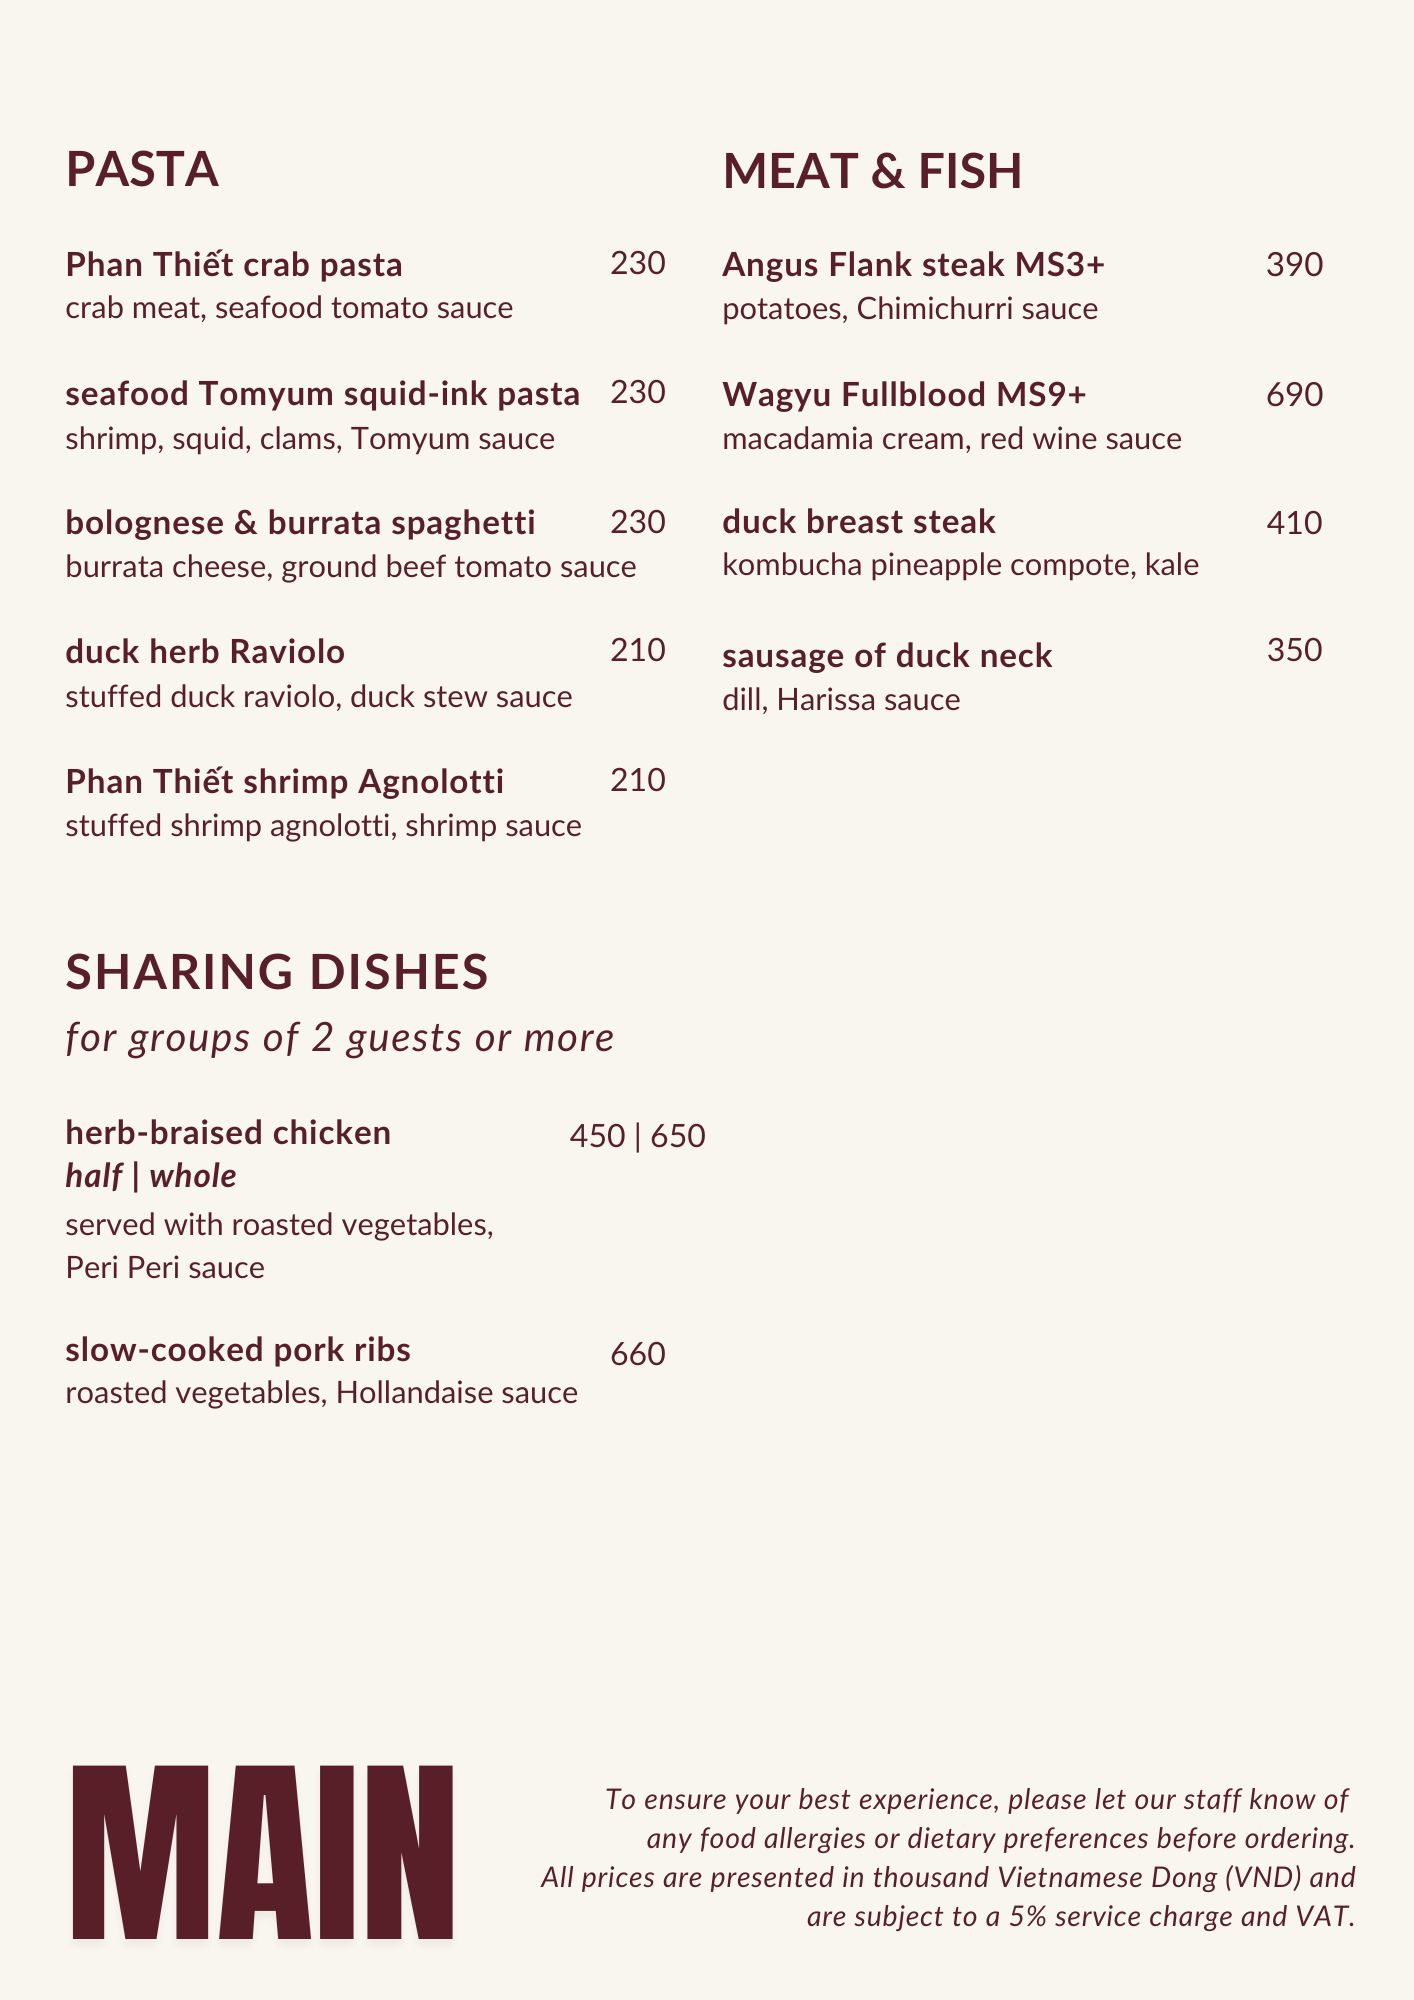 PASTA
Phan Thiết crab pasta 230
crab meat, seafood tomato sauce
seafood Tomyum squid-ink pasta 230
shrimp, squid, clams, Tomyum sauce
bolognese & burrata spaghetti 230
burrata cheese, ground beef tomato sauce
duck herb Raviolo 210
stuffed duck raviolo, duck stew sauce
Phan Thiết shrimp Agnolotti 210
stuffed shrimp agnolotti, shrimp sauce
MEAT & FISH
Angus Flank steak MS3+ 390
potatoes, Chimichurri sauce
Wagyu Fullblood MS9+ 690
macadamia cream, red wine sauce
duck breast steak 410
kombucha pineapple compote, kale
sausage of duck neck 350
dill, Harissa sauce
SHARING DISHES
for groups of 2 guests or more
herb-braised chicken 450 | 650
half | whole
served with roasted vegetables,
Peri Peri sauce
slow-cooked pork ribs 660
roasted vegetables, Hollandaise sauce
MAIN
To ensure your best experience, please let our staff know of
any food allergies or dietary preferences before ordering.
All prices are presented in thousand Vietnamese Dong (VND) and
are subject to a 5% service charge and VAT.